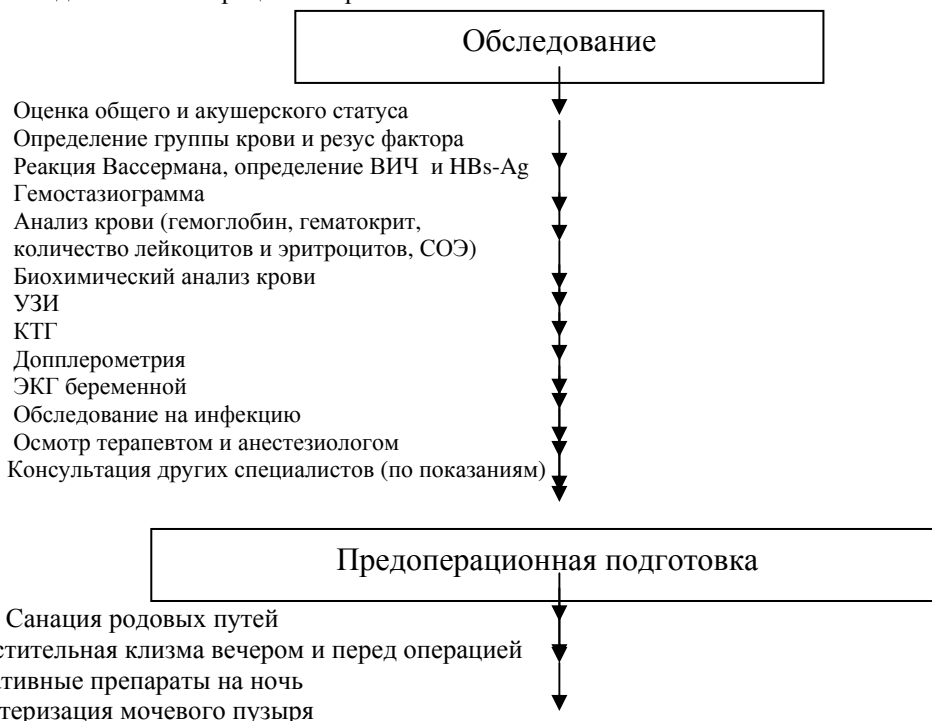 Обследование
Оценка общего и акушерского статуса
Определение группы крови и резус фактора
Реакция Вассермана, определение ВИЧ и HBs-Ag
Гемостазиограмма
Анализ крови (гемоглобин, гематокрит,
количество лейкоцитов и эритроцитов, СОЭ)
Биохимический анализ крови
УЗИ
КТГ
Допплерометрия
ЭКГ беременной
Обследование на инфекцию
Осмотр терапевтом и анестезиологом
Консультация других специалистов (по показаниям)
Предоперационная подготовка
Санация родовых путей
стительная клизма вечером и перед операцией
ативные препараты на ночь
теризация мочевого пузыря